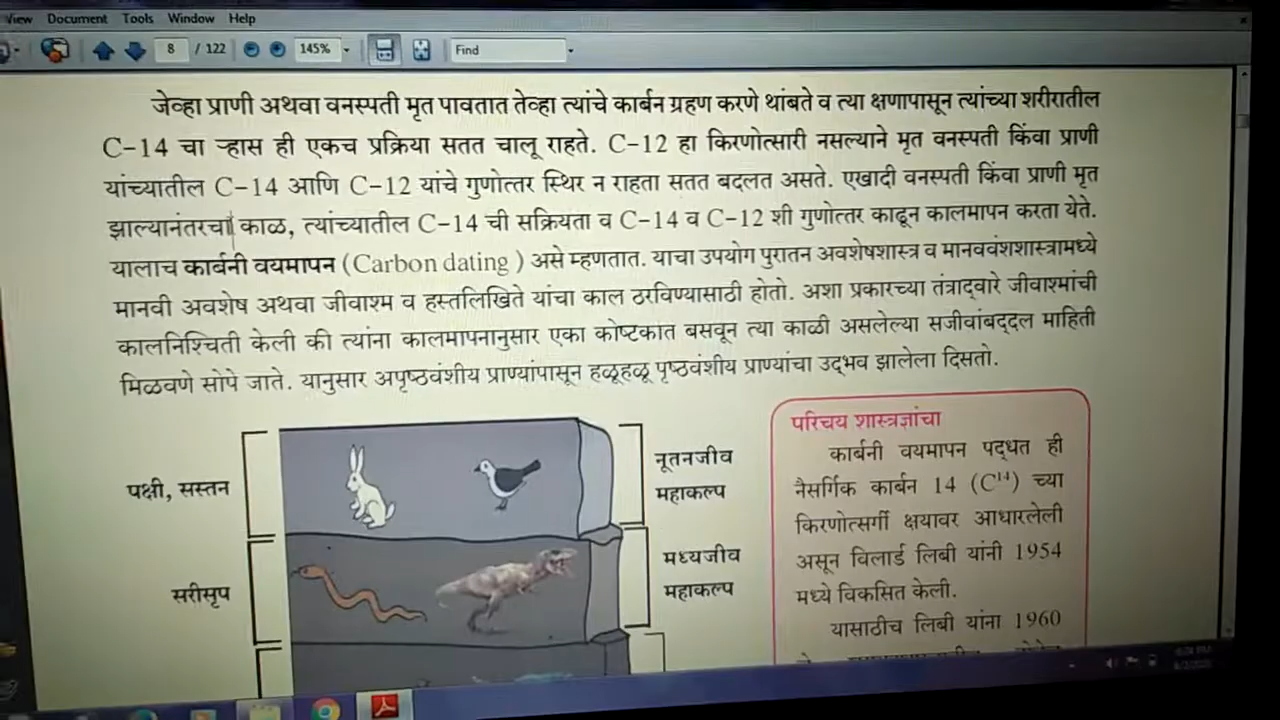 View Document Tools Window Help
8 / 122 145% Find
जेव्हा प्राणी अथवा वनस्पती मृत पावतात तेव्हा त्यांचे कार्बन ग्रहण करणे थांबते व त्या क्षणापासून त्यांच्या शरीरातील
C-14 चा ऱ्हास ही एकच प्रक्रिया सतत चालू राहते. C-12 हा किरणोत्सारी नसल्याने मृत वनस्पती किंवा प्राणी
यांच्यातील C-14 आणि C-12 यांचे गुणोत्तर स्थिर न राहता सतत बदलत असते. एखादी वनस्पती किंवा प्राणी मृत
झाल्यानंतरचा काळ, त्यांच्यातील C-14 ची सक्रियता व C-14 व C-12 शी गुणोत्तर काढून कालमापन करता येते.
यालाच कार्बनी वयमापन (Carbon dating ) असे म्हणतात. याचा उपयोग पुरातन अवशेषशास्त्र व मानववंशशास्त्रामध्ये
मानवी अवशेष अथवा जीवाश्म व हस्तलिखिते यांचा काल ठरविण्यासाठी होतो. अशा प्रकारच्या तंत्राद्वारे जीवाश्मांची
कालनिश्चिती केली की त्यांना कालमापनानुसार एका कोष्टकात बसवून त्या काळी असलेल्या सजीवांबद्दल माहिती
मिळवणे सोपे जाते. यानुसार अपृष्ठवंशीय प्राण्यांपासून हळूहळू पृष्ठवंशीय प्राण्यांचा उद्भव झालेला दिसतो.
पक्षी, सस्तन
नूतनजीव
महाकल्प
सरीसृप
मध्यजीव
महाकल्प
परिचय शास्त्रज्ञांचा
कार्बनी वयमापन पद्धत ही
नैसर्गिक कार्बन 14 (C¹⁴) च्या
किरणोत्सर्गी क्षयावर आधारलेली
असून विलार्ड लिबी यांनी 1954
मध्ये विकसित केली.
यासाठीच लिबी यांना 1960